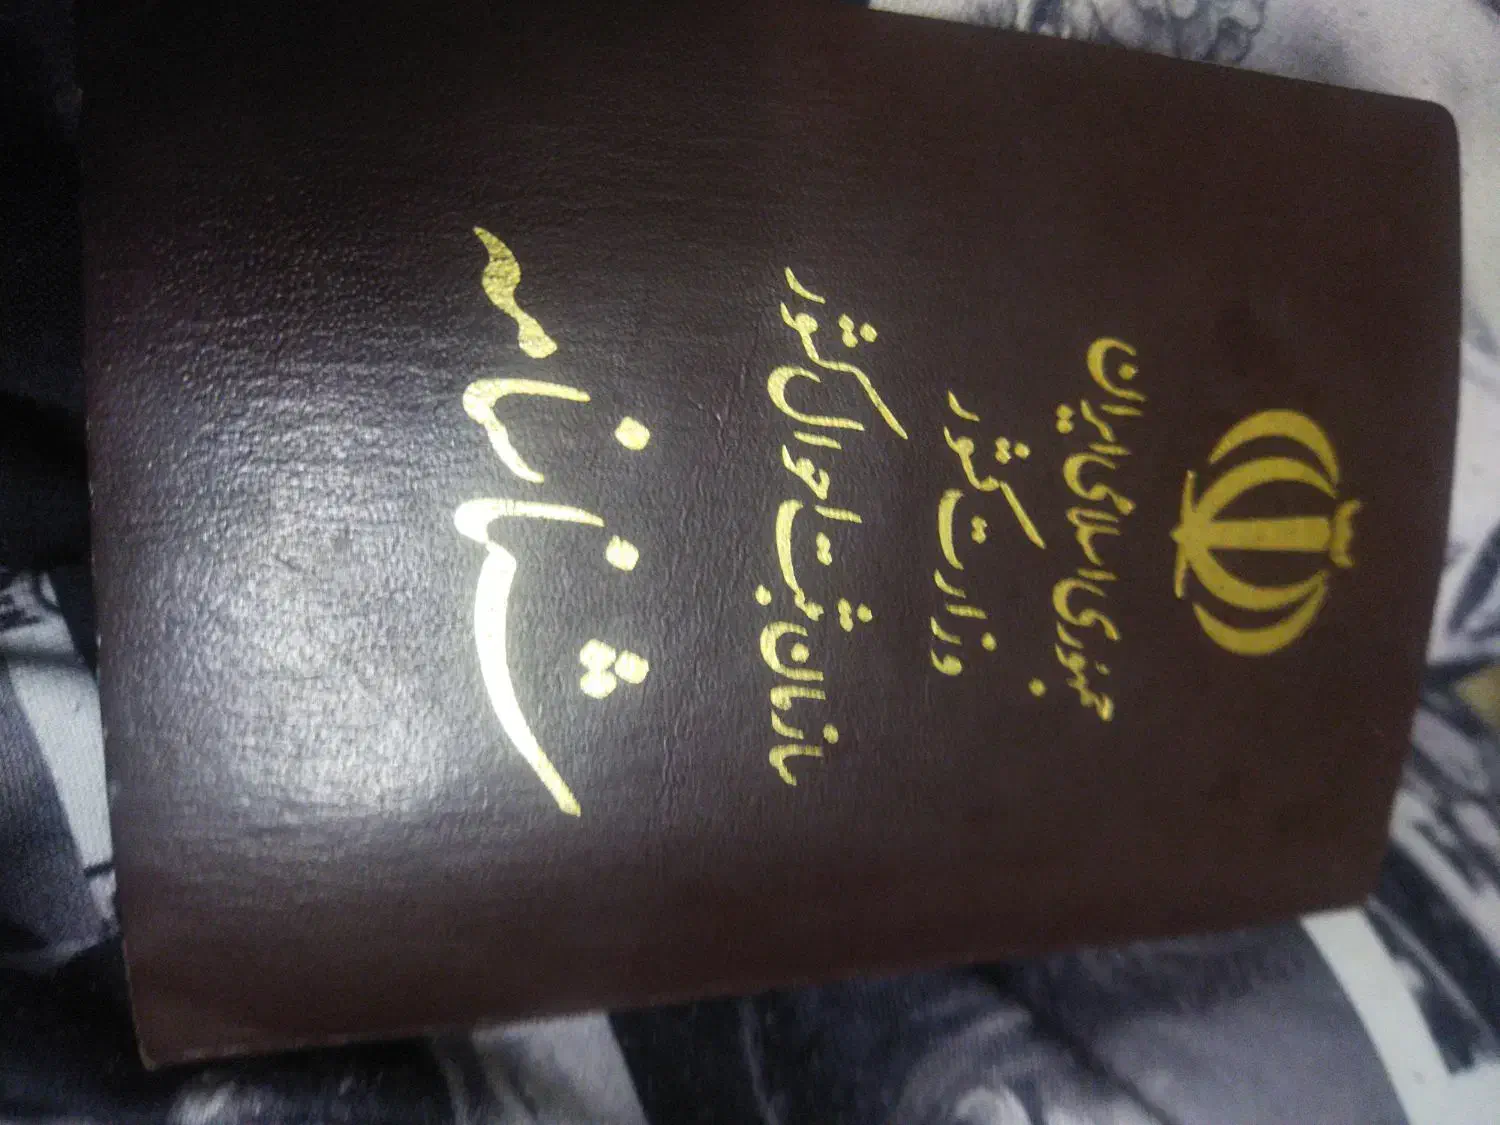 جمهوری اسلامی ایران
وزارت کشور
سازمان ثبت احوال کشور
شناسنامه